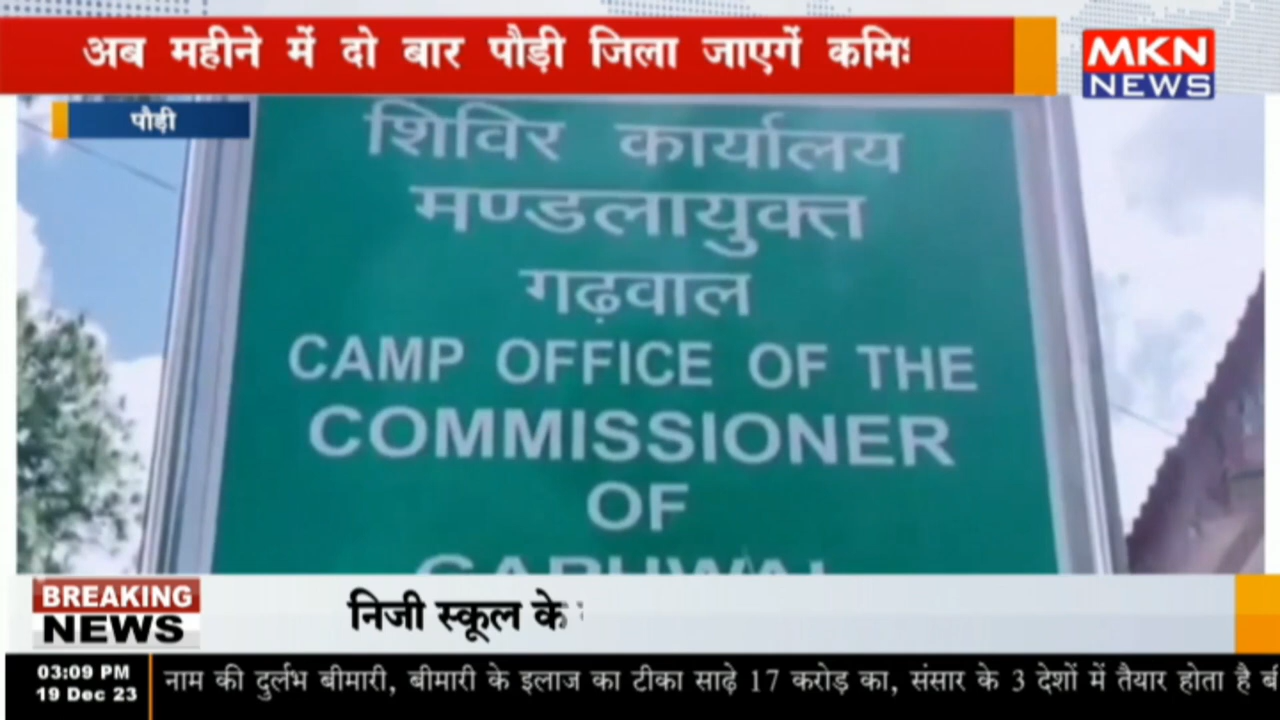 अब महीने में दो बार पौड़ी जिला जाएगें
MKN
NEWS
पौड़ी
शिविर कार्यालय
मण्डलायुक्त
गढ़वाल
CAMP OFFICE OF THE
COMMISSIONER
OF
GARHWAL
BREAKING
NEWS
निजी स्कूल के
03:09 PM
19 Dec 23
नाम की दुर्लभ बीमारी, बीमारी के इलाज का टीका साढ़े 17 करोड़ का, संसार के 3 देशों में तैयार होता है